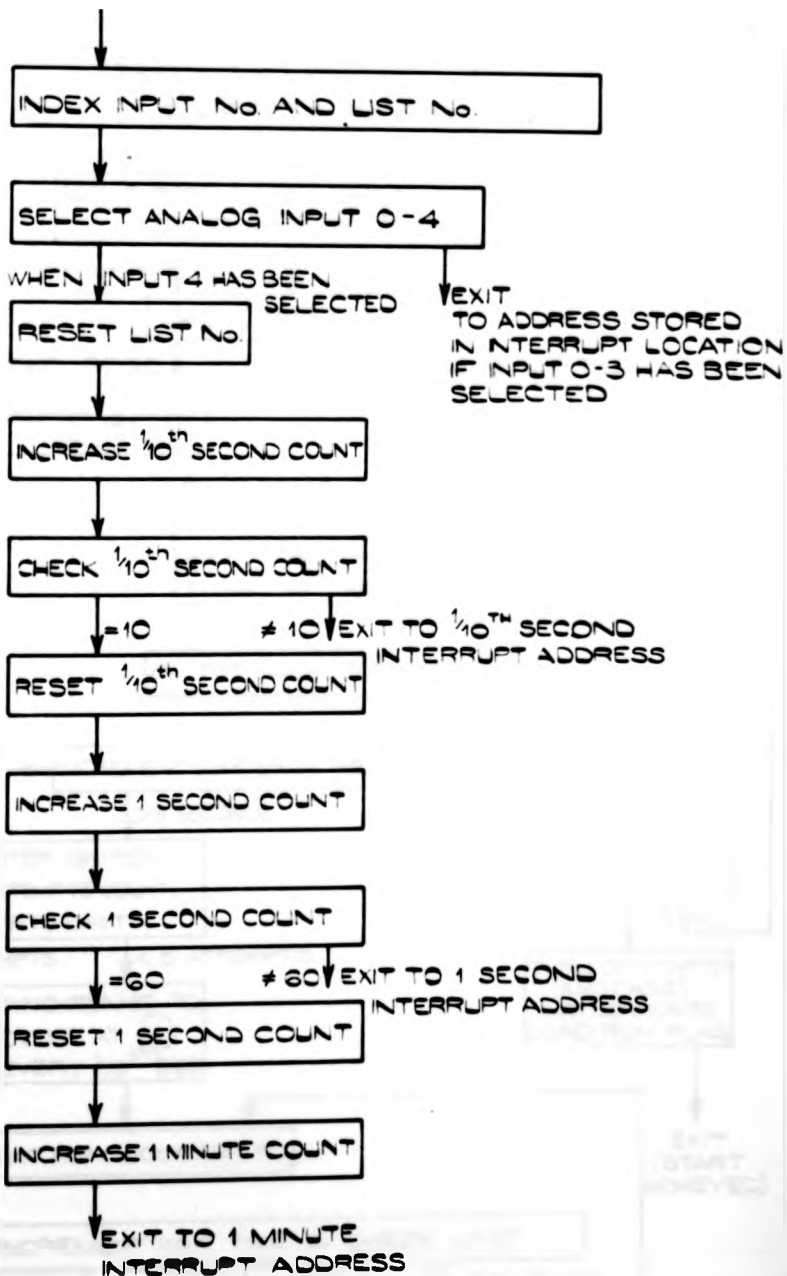 INDEX INPUT No. AND LIST No.
SELECT ANALOG INPUT 0-4
WHEN INPUT 4 HAS BEEN
SELECTED
EXIT
TO ADDRESS STORED
IN INTERRUPT LOCATION
IF INPUT 0-3 HAS BEEN
SELECTED
RESET LIST No.
INCREASE 1/10th SECOND COUNT
CHECK 1/10th SECOND COUNT
=10 ≠ 10 EXIT TO 1/10TH SECOND
INTERRUPT ADDRESS
RESET 1/10th SECOND COUNT
INCREASE 1 SECOND COUNT
CHECK 1 SECOND COUNT
=60 ≠ 60 EXIT TO 1 SECOND
INTERRUPT ADDRESS
RESET 1 SECOND COUNT
INCREASE 1 MINUTE COUNT
EXIT
(START
EXIT TO 1 MINUTE
INTERRUPT ADDRESS